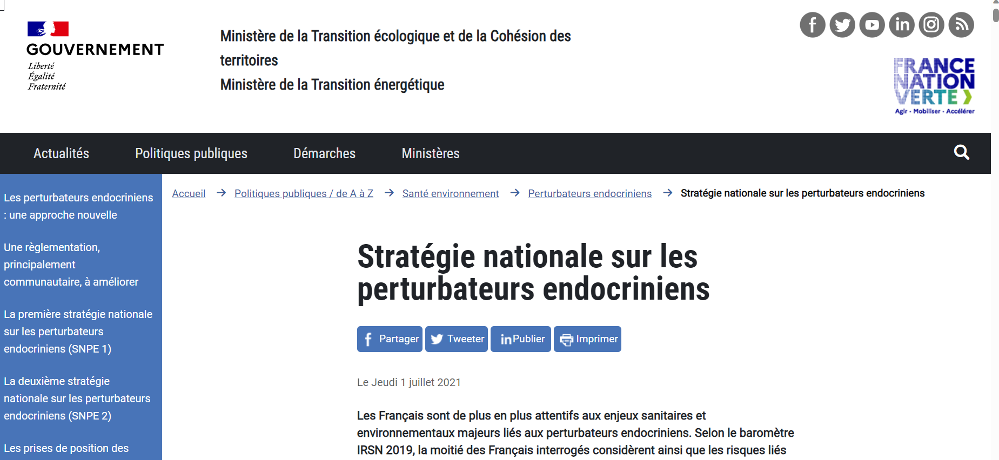 GOUVERNEMENT
Liberté
Égalité
Fraternité
Ministère de la Transition écologique et de la Cohésion des
territoires
Ministère de la Transition énergétique
FRANCE
NATION
VERTE
Agir • Mobiliser • Accélérer
Actualités
Politiques publiques
Démarches
Ministères
Les perturbateurs endocriniens
: une approche nouvelle
Une règlementation,
principalement
communautaire, à améliorer
La première stratégie nationale
sur les perturbateurs
endocriniens (SNPE 1)
La deuxième stratégie
nationale sur les perturbateurs
endocriniens (SNPE 2)
Les prises de position des
Accueil → Politiques publiques / de A à Z → Santé environnement → Perturbateurs endocriniens → Stratégie nationale sur les perturbateurs endocriniens
Stratégie nationale sur les
perturbateurs endocriniens
Partager
Tweeter
Publier
Imprimer
Le Jeudi 1 juillet 2021
Les Français sont de plus en plus attentifs aux enjeux sanitaires et
environnementaux majeurs liés aux perturbateurs endocriniens. Selon le baromètre
IRSN 2019, la moitié des Français interrogés considèrent ainsi que les risques liés